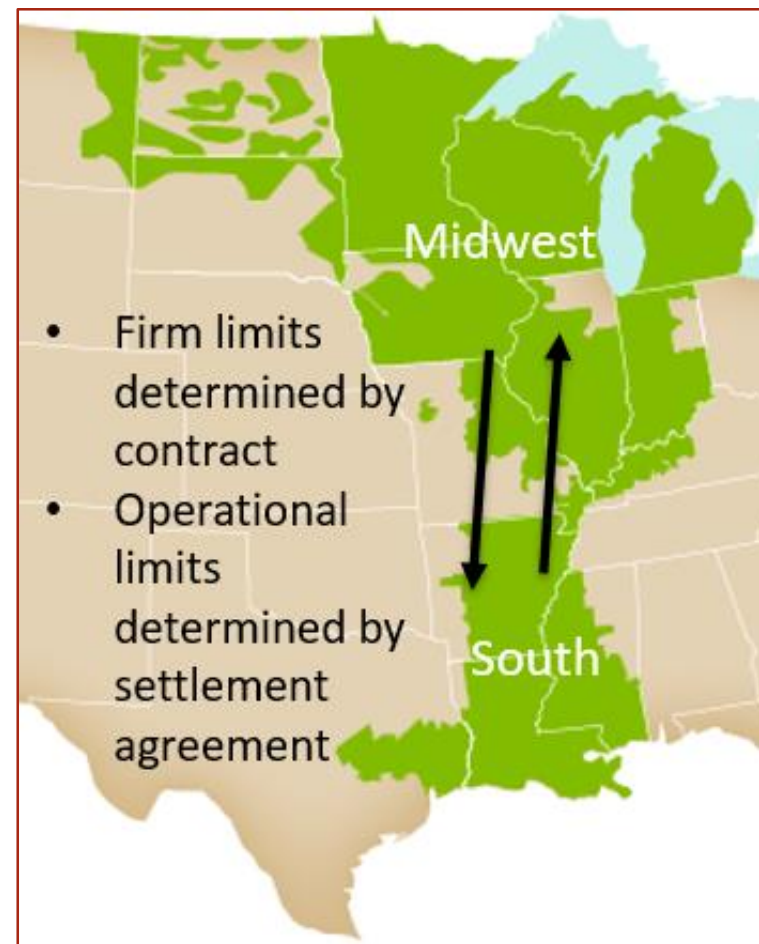 Midwest
• Firm limits
determined by
contract
• Operational
limits
determined by
settlement
agreement
South